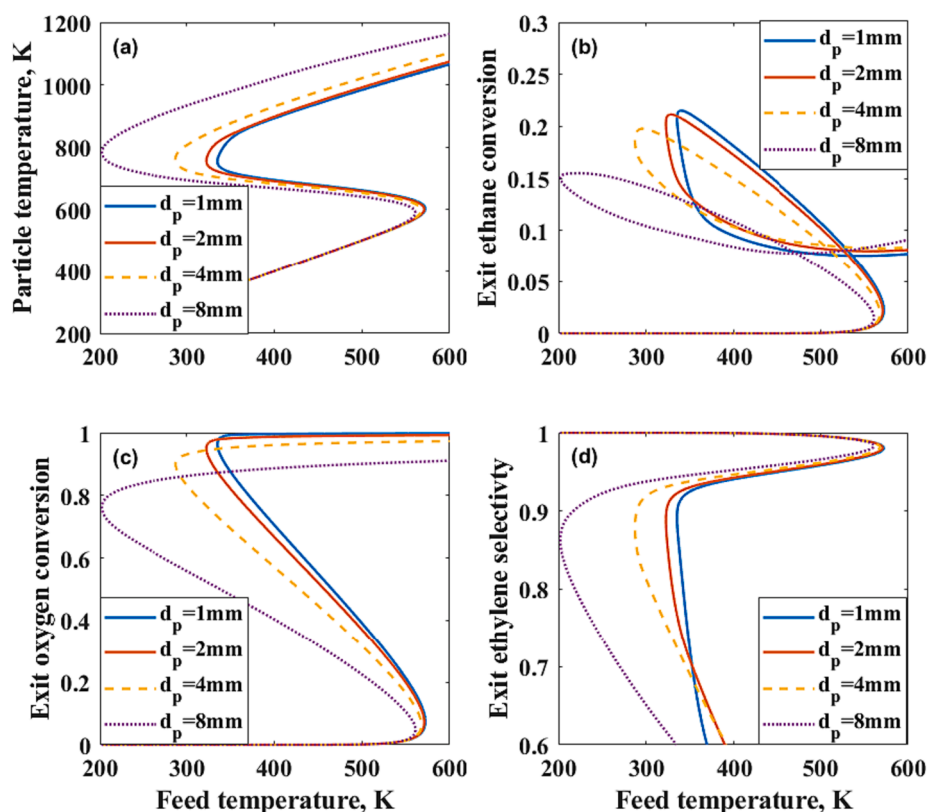 (a)
Particle temperature, K
1200
1000
800
600
400
200
200 300 400 500 600
d_p=1mm
d_p=2mm
d_p=4mm
d_p=8mm
(b)
Exit ethane conversion
0.3
0.25
0.2
0.15
0.1
0.05
0
200 300 400 500 600
d_p=1mm
d_p=2mm
d_p=4mm
d_p=8mm
(c)
Exit oxygen conversion
1
0.8
0.6
0.4
0.2
0
200 300 400 500 600
Feed temperature, K
d_p=1mm
d_p=2mm
d_p=4mm
d_p=8mm
(d)
Exit ethylene selectivity
1
0.9
0.8
0.7
0.6
200 300 400 500 600
Feed temperature, K
d_p=1mm
d_p=2mm
d_p=4mm
d_p=8mm